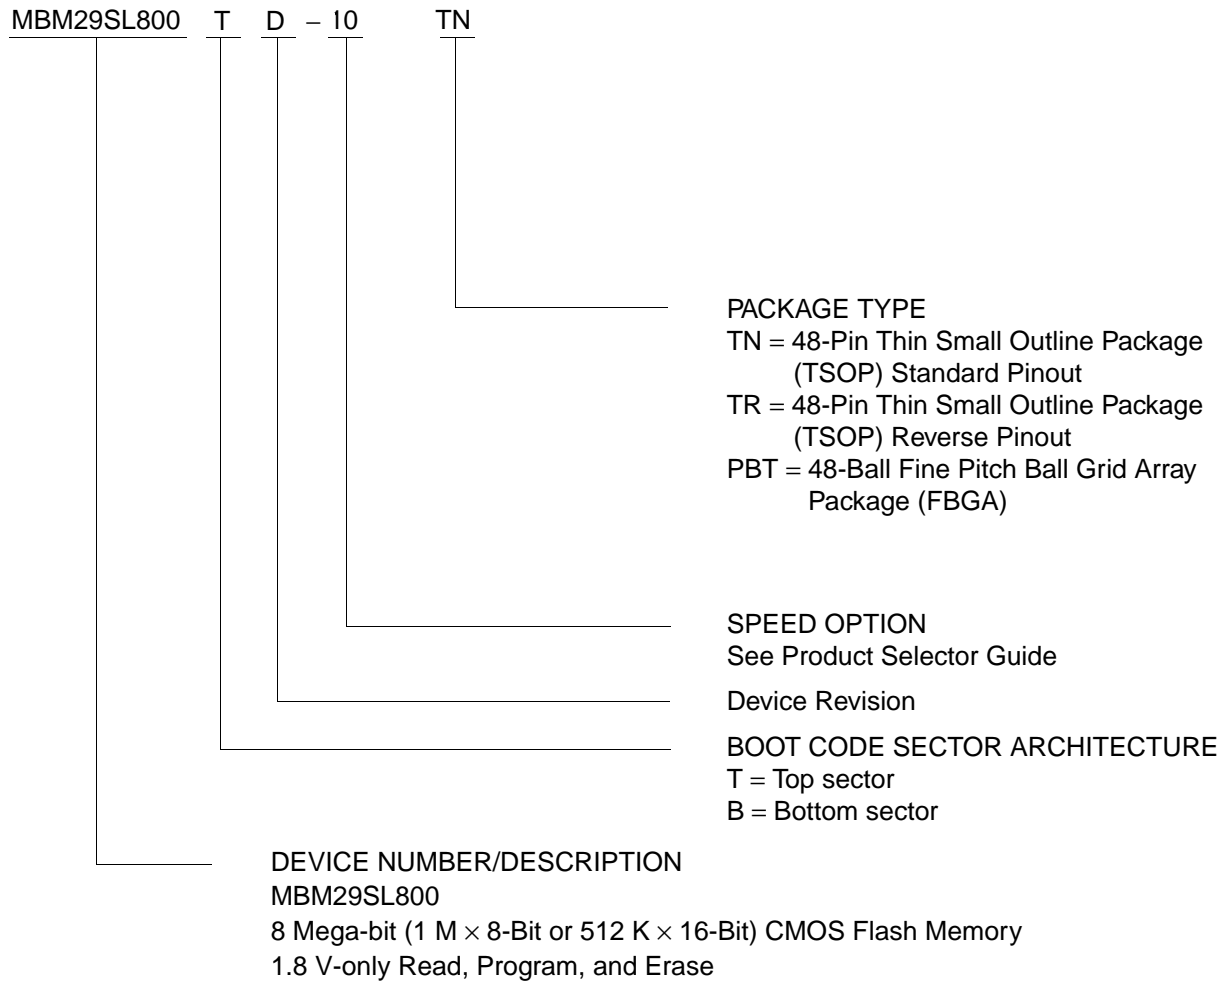 MBM29SL800 T D – 10 TN
PACKAGE TYPE
TN = 48-Pin Thin Small Outline Package
(TSOP) Standard Pinout
TR = 48-Pin Thin Small Outline Package
(TSOP) Reverse Pinout
PBT = 48-Ball Fine Pitch Ball Grid Array
Package (FBGA)
SPEED OPTION
See Product Selector Guide
Device Revision
BOOT CODE SECTOR ARCHITECTURE
T = Top sector
B = Bottom sector
DEVICE NUMBER/DESCRIPTION
MBM29SL800
8 Mega-bit (1 M × 8-Bit or 512 K × 16-Bit) CMOS Flash Memory
1.8 V-only Read, Program, and Erase